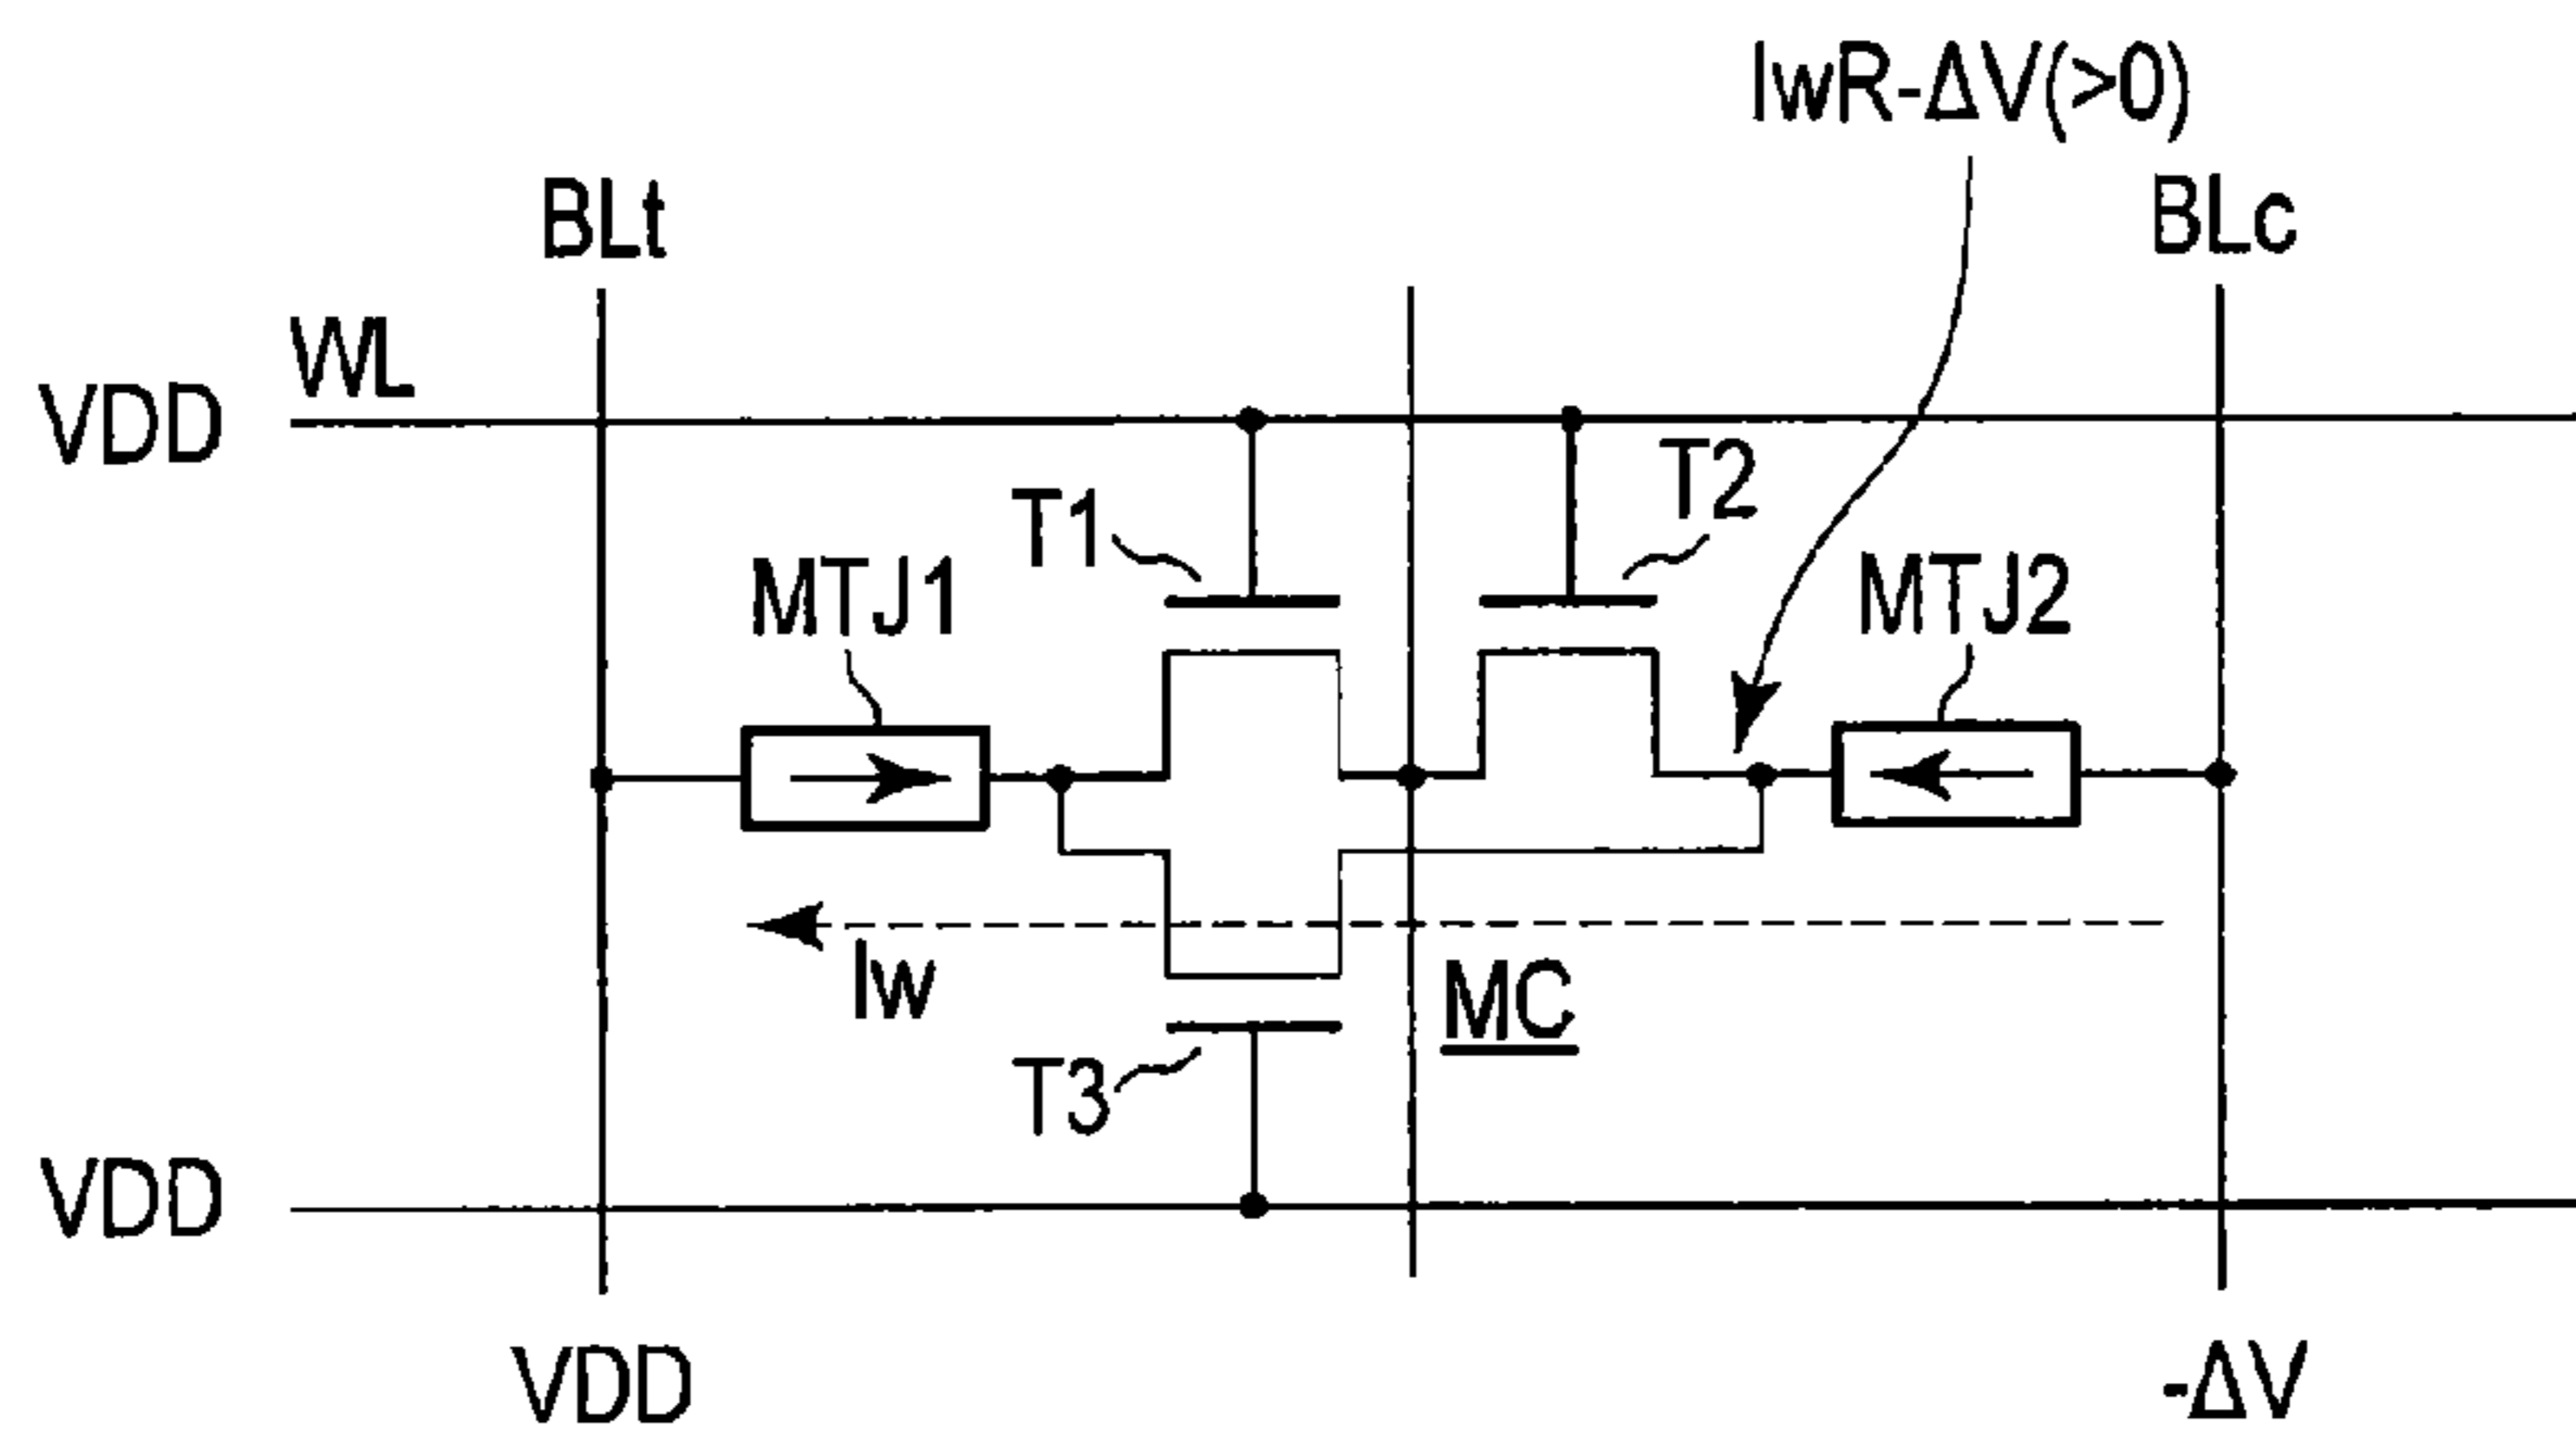 IwR-ΔV(>0)
BLt
BLc
WL
VDD
T2
T1
MTJ1
MTJ2
Iw
MC
T3
VDD
VDD
-ΔV